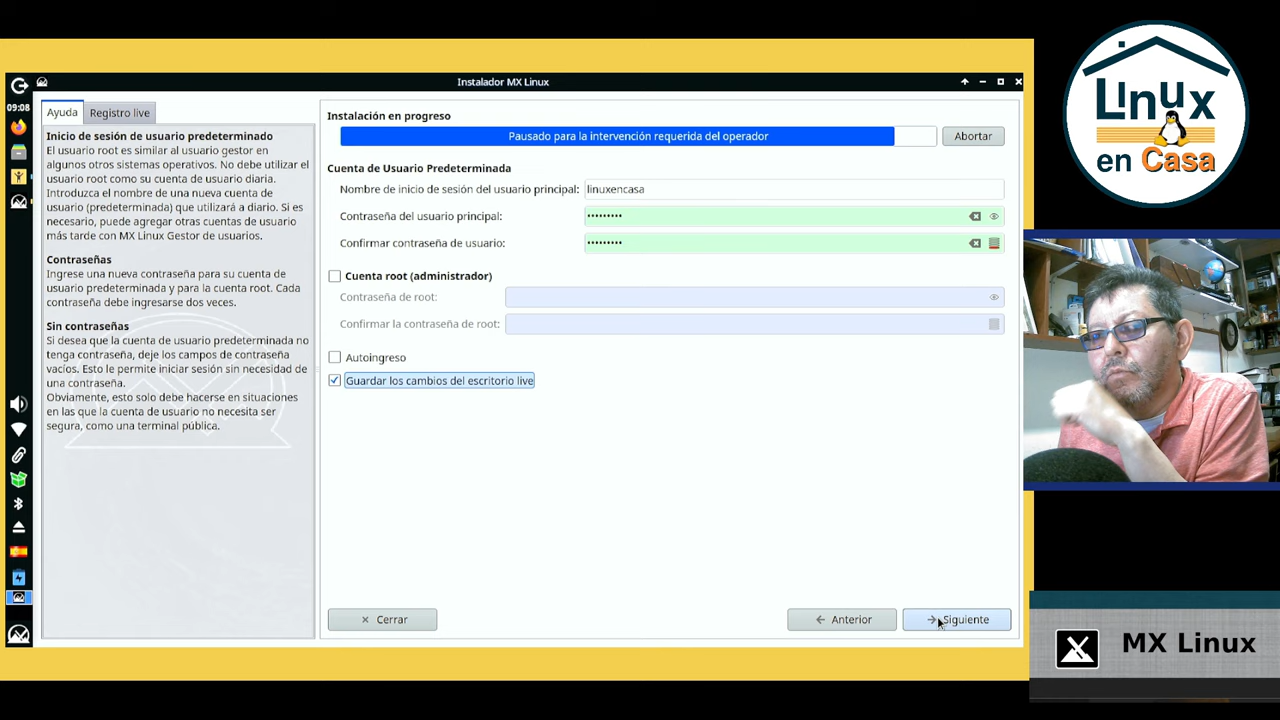 Instalador MX Linux
09:08
Ayuda
Registro live
Inicio de sesión de usuario predeterminado
El usuario root es similar al usuario gestor en
algunos otros sistemas operativos. No debe utilizar el
usuario root como su cuenta de usuario diaria.
Introduzca el nombre de una nueva cuenta de
usuario (predeterminada) que utilizará a diario. Si es
necesario, puede agregar otras cuentas de usuario
más tarde con MX Linux Gestor de usuarios.
Contraseñas
Ingrese una nueva contraseña para su cuenta de
usuario predeterminada y para la cuenta root. Cada
contraseña debe ingresarse dos veces.
Sin contraseñas
Si desea que la cuenta de usuario predeterminada no
tenga contraseña, deje los campos de contraseña
vacíos. Esto le permite iniciar sesión sin necesidad de
una contraseña.
Obviamente, esto solo debe hacerse en situaciones
en las que la cuenta de usuario no necesita ser
segura, como una terminal pública.
Instalación en progreso
Pausado para la intervención requerida del operador
Abortar
Cuenta de Usuario Predeterminada
Nombre de inicio de sesión del usuario principal: linuxencasa
Contraseña del usuario principal: •••••••••
Confirmar contraseña de usuario: •••••••••
Cuenta root (administrador)
Contraseña de root:
Confirmar la contraseña de root:
Autoingreso
Guardar los cambios del escritorio live
Cerrar
Anterior
Siguiente
Linux
en Casa
MX Linux